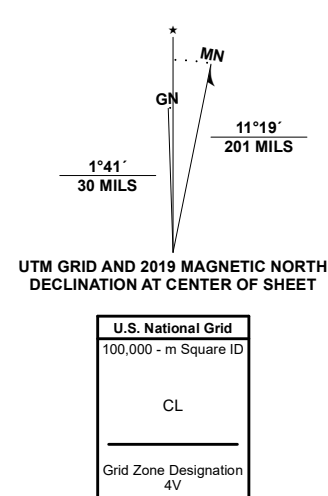 ★
MN
GN
11°19´
201 MILS
1°41´
30 MILS
UTM GRID AND 2019 MAGNETIC NORTH
DECLINATION AT CENTER OF SHEET
U.S. National Grid
100,000 - m Square ID
CL
Grid Zone Designation
4V